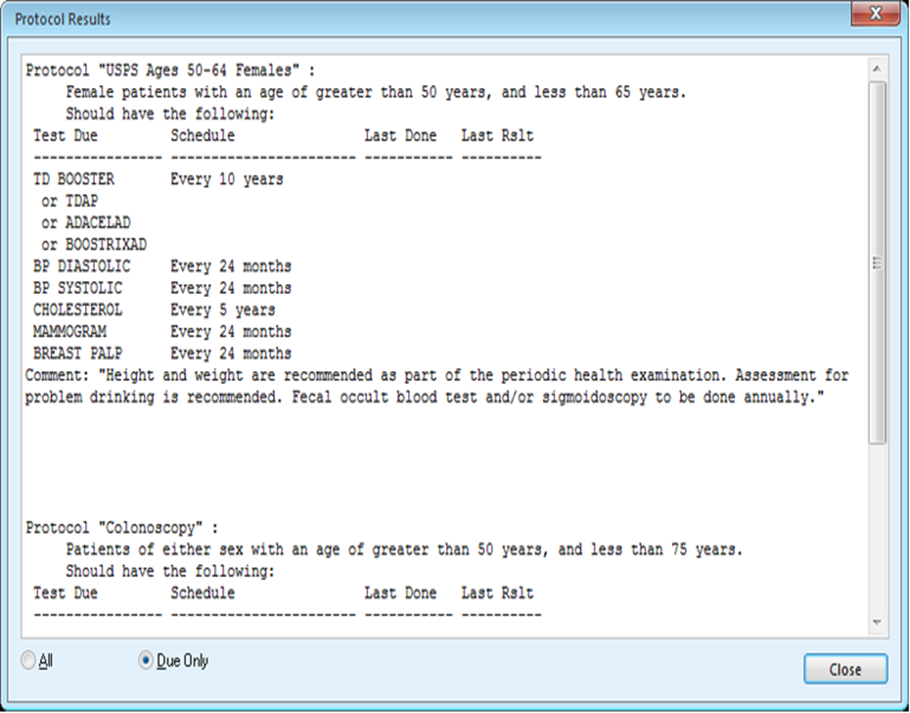 Protocol Results
X
Protocol "USPS Ages 50-64 Females" :
     Female patients with an age of greater than 50 years, and less than 65 years.
     Should have the following:
 Test Due         Schedule                Last Done   Last Rslt
 ---------------- ----------------------- ----------- ----------
 TD BOOSTER       Every 10 years
  or TDAP
  or ADACELAD
  or BOOSTRIXAD
 BP DIASTOLIC     Every 24 months
 BP SYSTOLIC      Every 24 months
 CHOLESTEROL      Every 5 years
 MAMMOGRAM        Every 24 months
 BREAST PALP      Every 24 months
Comment: "Height and weight are recommended as part of the periodic health examination. Assessment for
problem drinking is recommended. Fecal occult blood test and/or sigmoidoscopy to be done annually."
Protocol "Colonoscopy" :
     Patients of either sex with an age of greater than 50 years, and less than 75 years.
     Should have the following:
 Test Due         Schedule                Last Done   Last Rslt
 ---------------- ----------------------- ----------- ----------
All   Due Only
Close